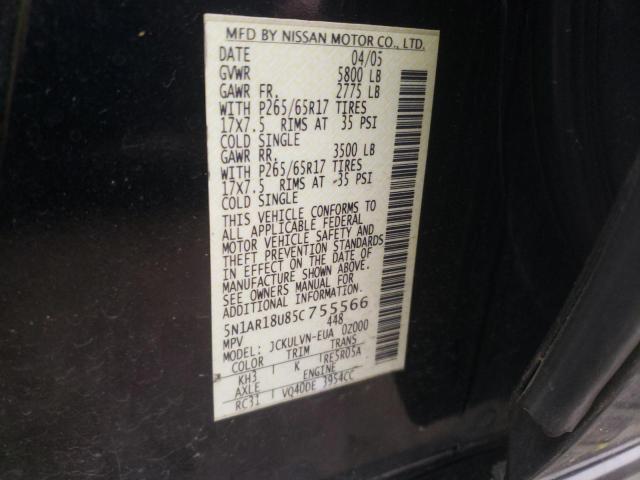 MFD BY NISSAN MOTOR CO., LTD.
DATE 04/05
GVWR 5800 LB
GAWR FR. 2775 LB
WITH P265/65R17 TIRES
17X7.5 RIMS AT 35 PSI
COLD SINGLE
GAWR RR. 3500 LB
WITH P265/65R17 TIRES
17X7.5 RIMS AT 35 PSI
COLD SINGLE
THIS VEHICLE CONFORMS TO
ALL APPLICABLE FEDERAL
MOTOR VEHICLE SAFETY AND
THEFT PREVENTION STANDARDS
IN EFFECT ON THE DATE OF
MANUFACTURE SHOWN ABOVE.
SEE OWNERS MANUAL FOR
ADDITIONAL INFORMATION.
5N1AR18U85C755566
MPV 448
MODEL: JCKULVN-EUA 0Z000
COLOR TRIM TRANS
KH3 K RE5R05A
AXLE ENGINE
RC31 VQ40DE 3954CC